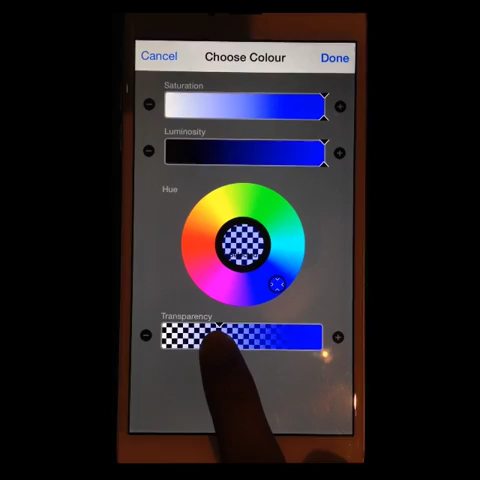 Cancel Choose Colour Done
Saturation
Luminosity
Hue
Transparency